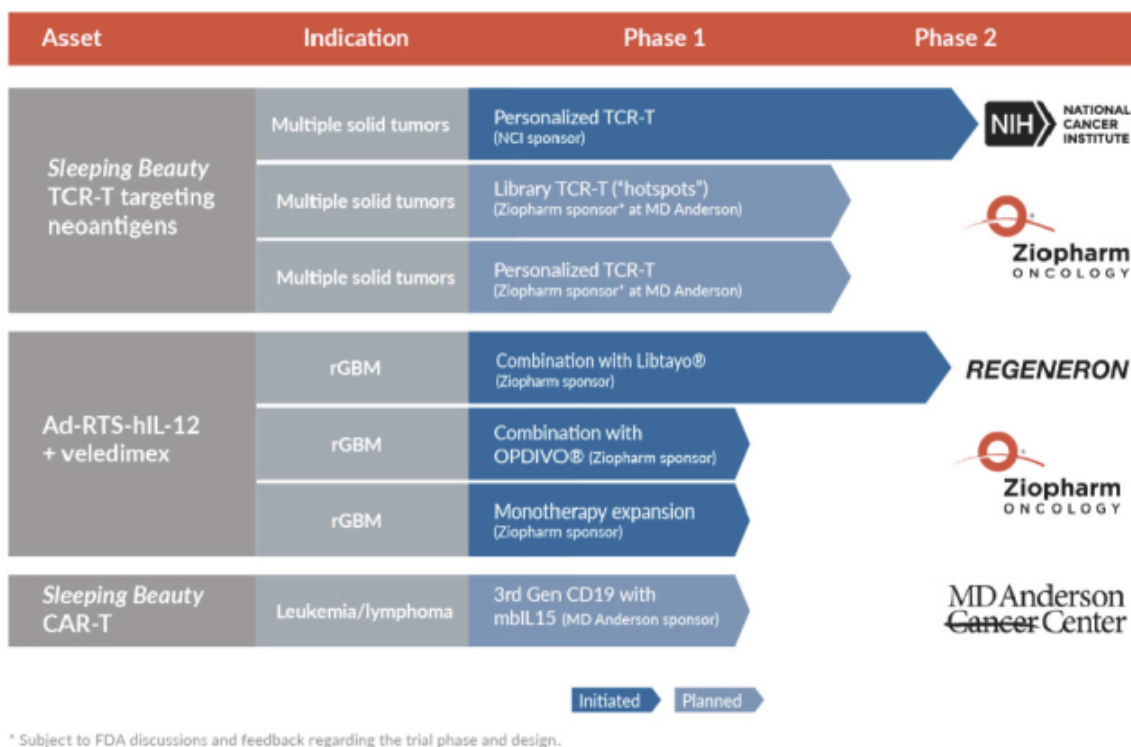 Asset Indication Phase 1 Phase 2
Sleeping Beauty
TCR-T targeting
neoantigens
Multiple solid tumors
Personalized TCR-T
(NCI sponsor)
NIH
NATIONAL
CANCER
INSTITUTE
Multiple solid tumors
Library TCR-T ("hotspots")
(Ziopharm sponsor* at MD Anderson)
Multiple solid tumors
Personalized TCR-T
(Ziopharm sponsor* at MD Anderson)
Ziopharm
ONCOLOGY
Ad-RTS-hIL-12
+ veledimex
rGBM
Combination with Libtayo®
(Ziopharm sponsor)
REGENERON
rGBM
Combination with
OPDIVO® (Ziopharm sponsor)
rGBM
Monotherapy expansion
(Ziopharm sponsor)
Ziopharm
ONCOLOGY
Sleeping Beauty
CAR-T
Leukemia/lymphoma
3rd Gen CD19 with
mbIL15 (MD Anderson sponsor)
MD Anderson
Cancer Center
Initiated Planned
* Subject to FDA discussions and feedback regarding the trial phase and design.